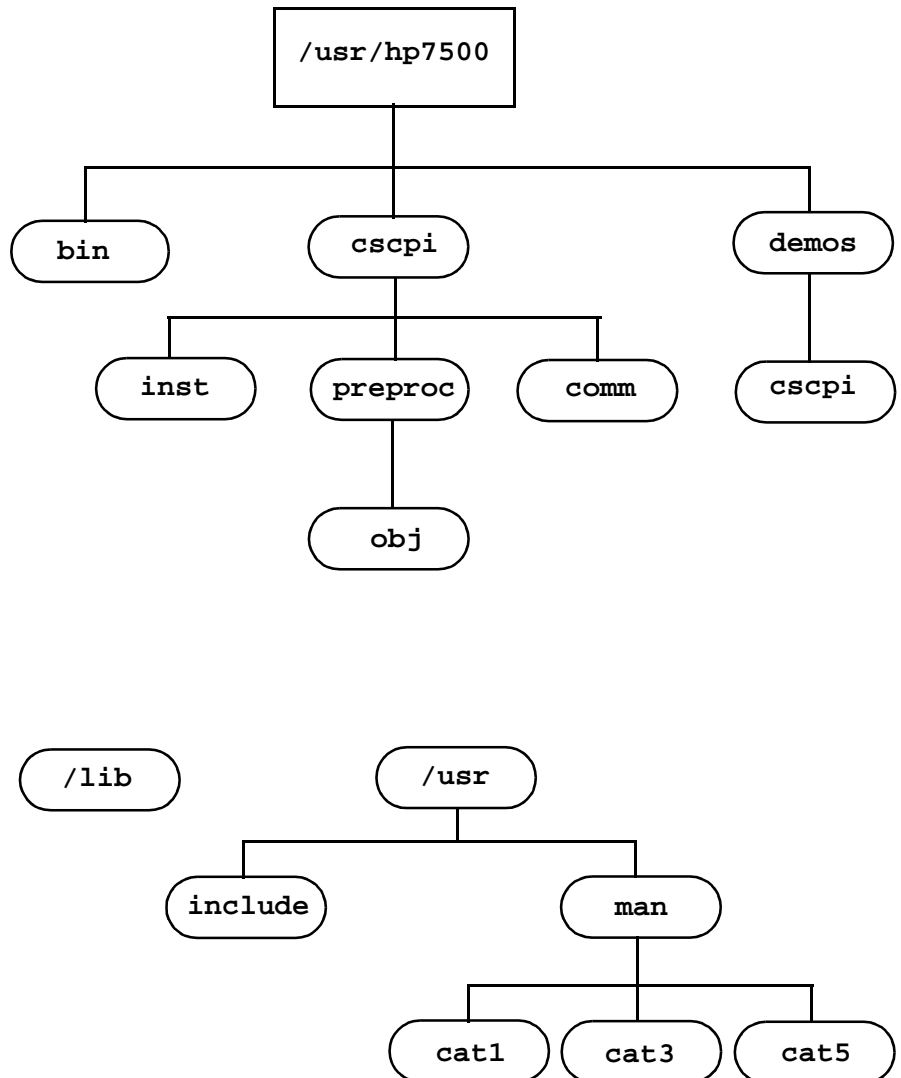 /usr/hp7500
bin
cscpi
demos
inst
preproc
comm
cscpi
obj
/lib
/usr
include
man
cat1
cat3
cat5